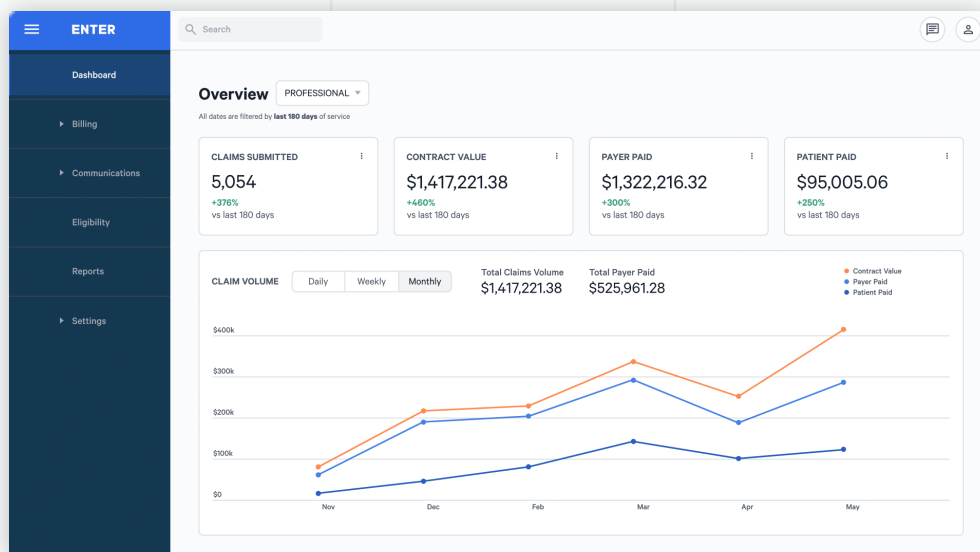 ENTER
Search
Dashboard
Billing
Communications
Eligibility
Reports
Settings
Overview
PROFESSIONAL
All dates are filtered by last 180 days of service
CLAIMS SUBMITTED
5,054
+376%
vs last 180 days
CONTRACT VALUE
$1,417,221.38
+460%
vs last 180 days
PAYER PAID
$1,322,216.32
+300%
vs last 180 days
PATIENT PAID
$95,005.06
+250%
vs last 180 days
CLAIM VOLUME
Daily
Weekly
Monthly
Total Claims Volume
$1,417,221.38
Total Payer Paid
$525,961.28
Contract Value
Payer Paid
Patient Paid
$400k
$300k
$200k
$100k
$0
Nov
Dec
Feb
Mar
Apr
May